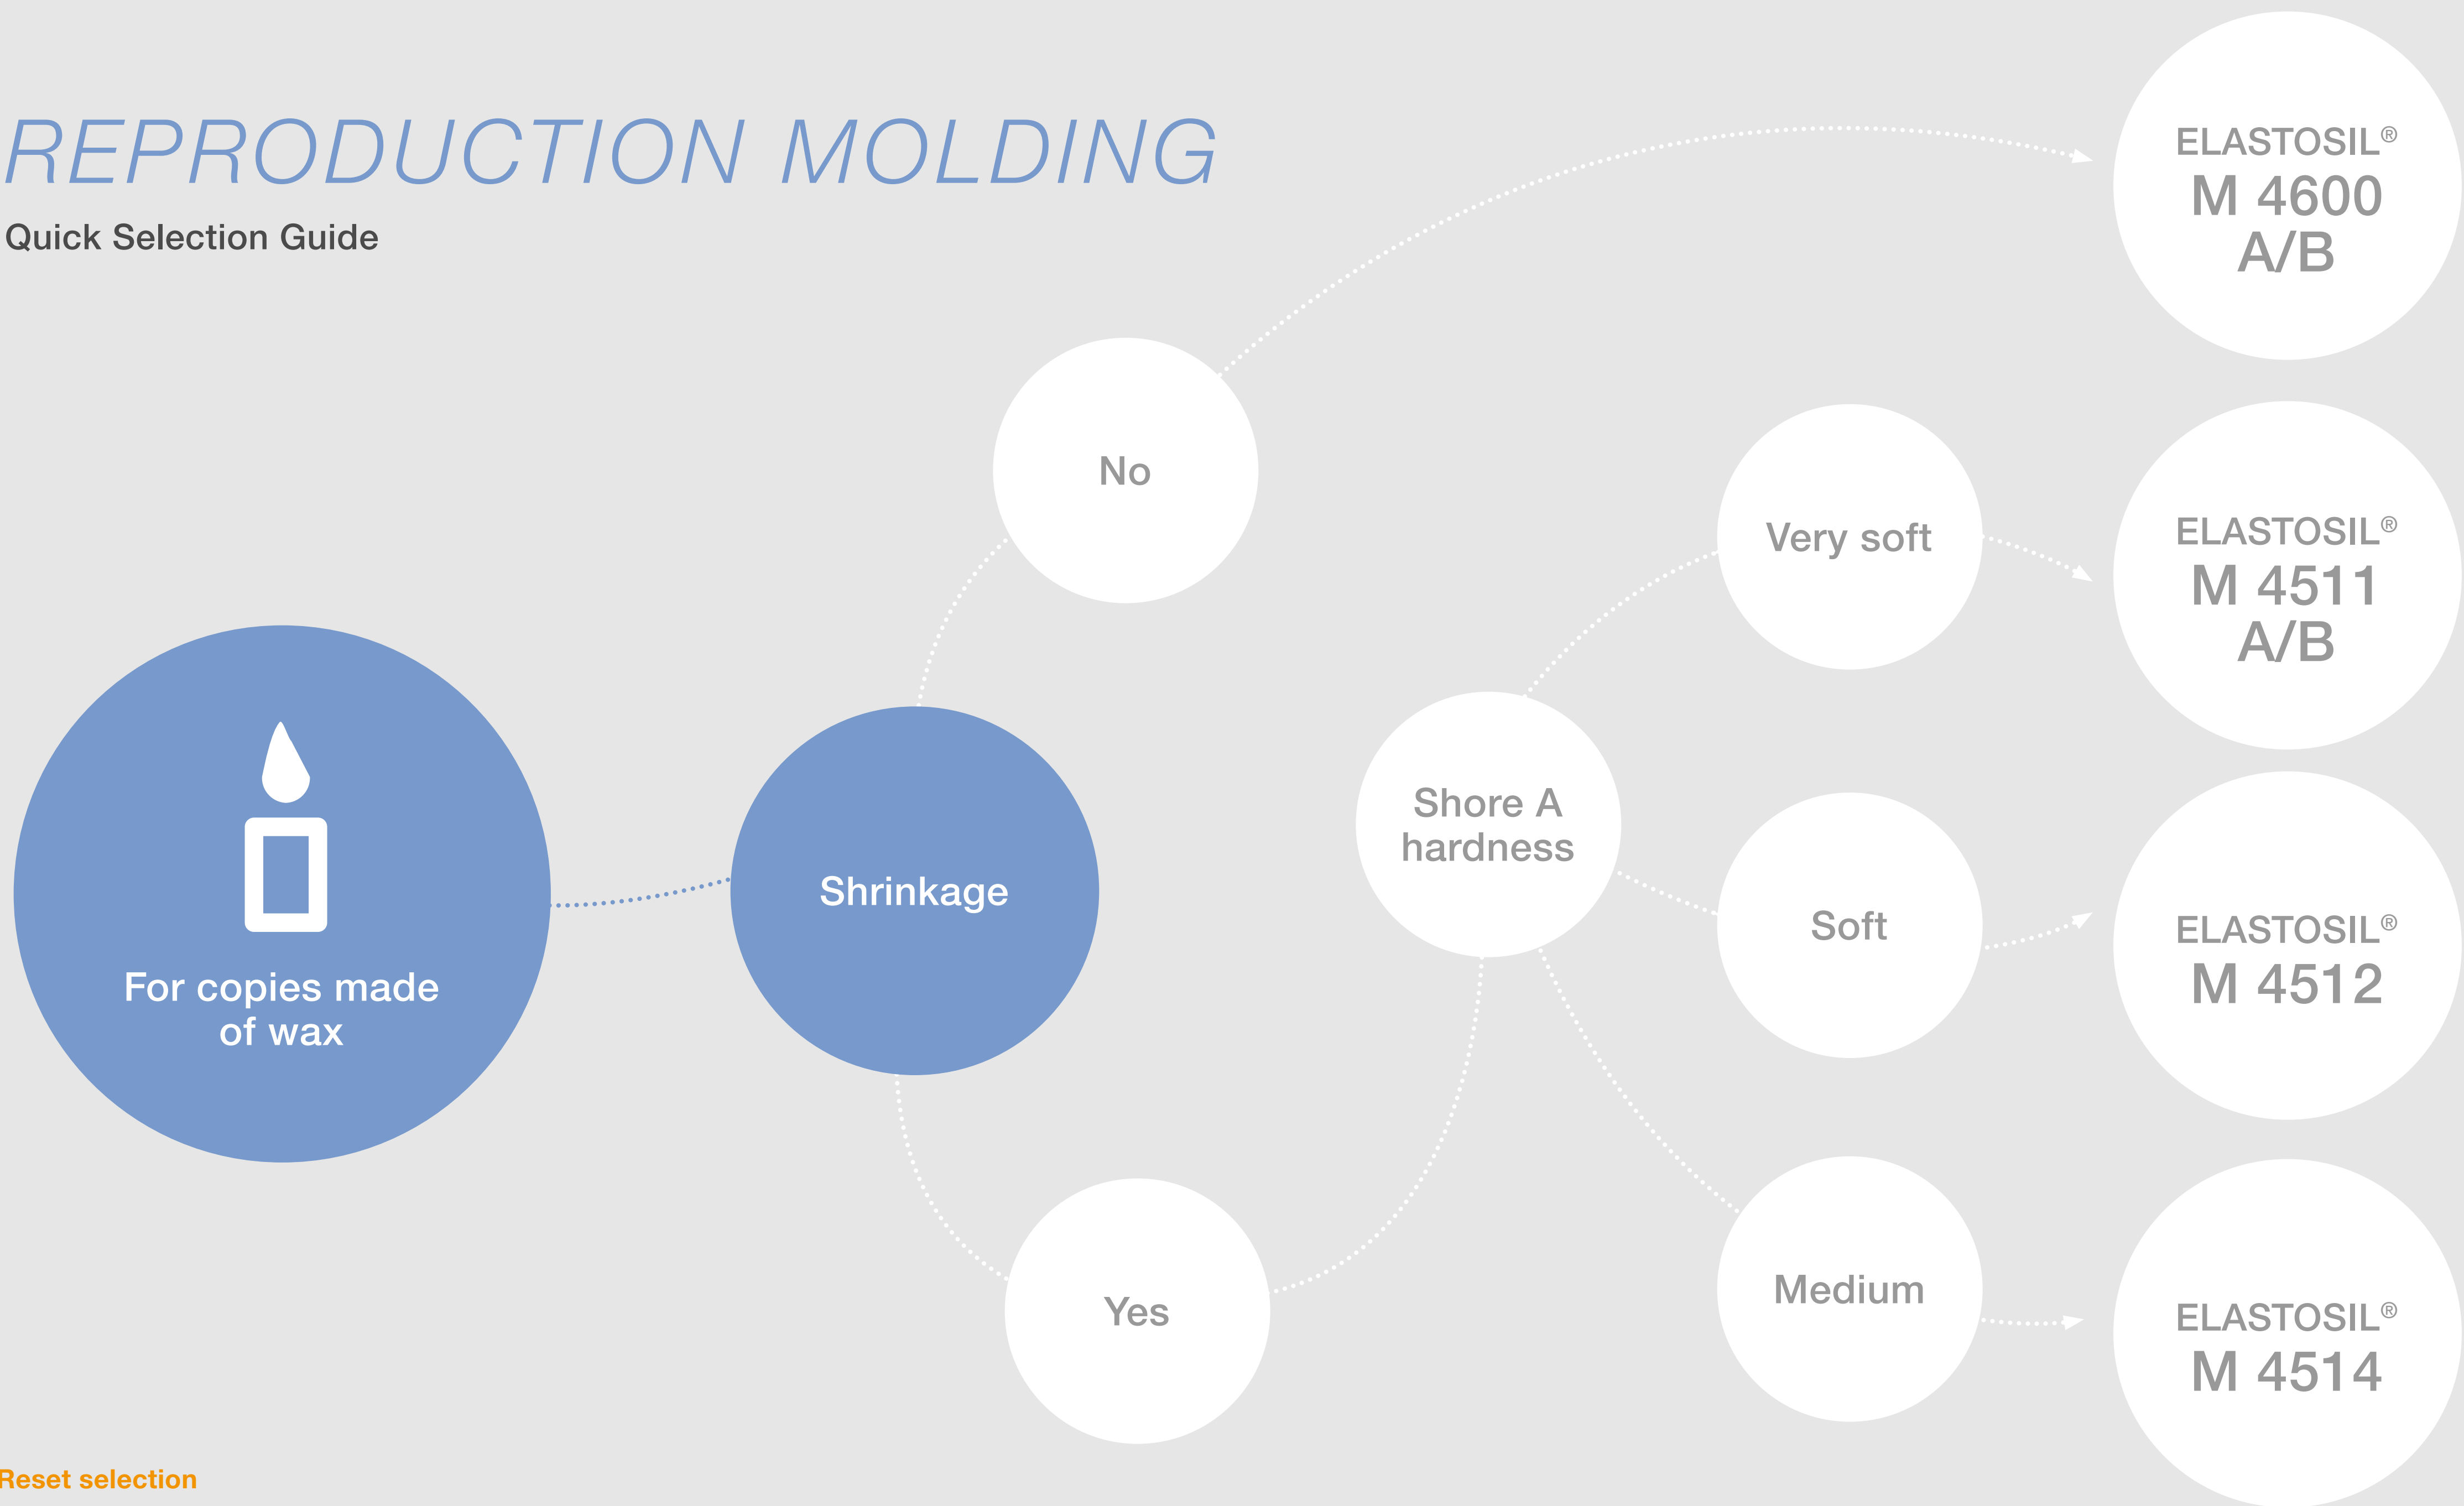 REPRODUCTION MOLDING
Quick Selection Guide
For copies made
of wax
Shrinkage
No
Yes
Shore A
hardness
Very soft
Soft
Medium
ELASTOSIL®
M 4600
A/B
ELASTOSIL®
M 4511
A/B
ELASTOSIL®
M 4512
ELASTOSIL®
M 4514
Reset selection